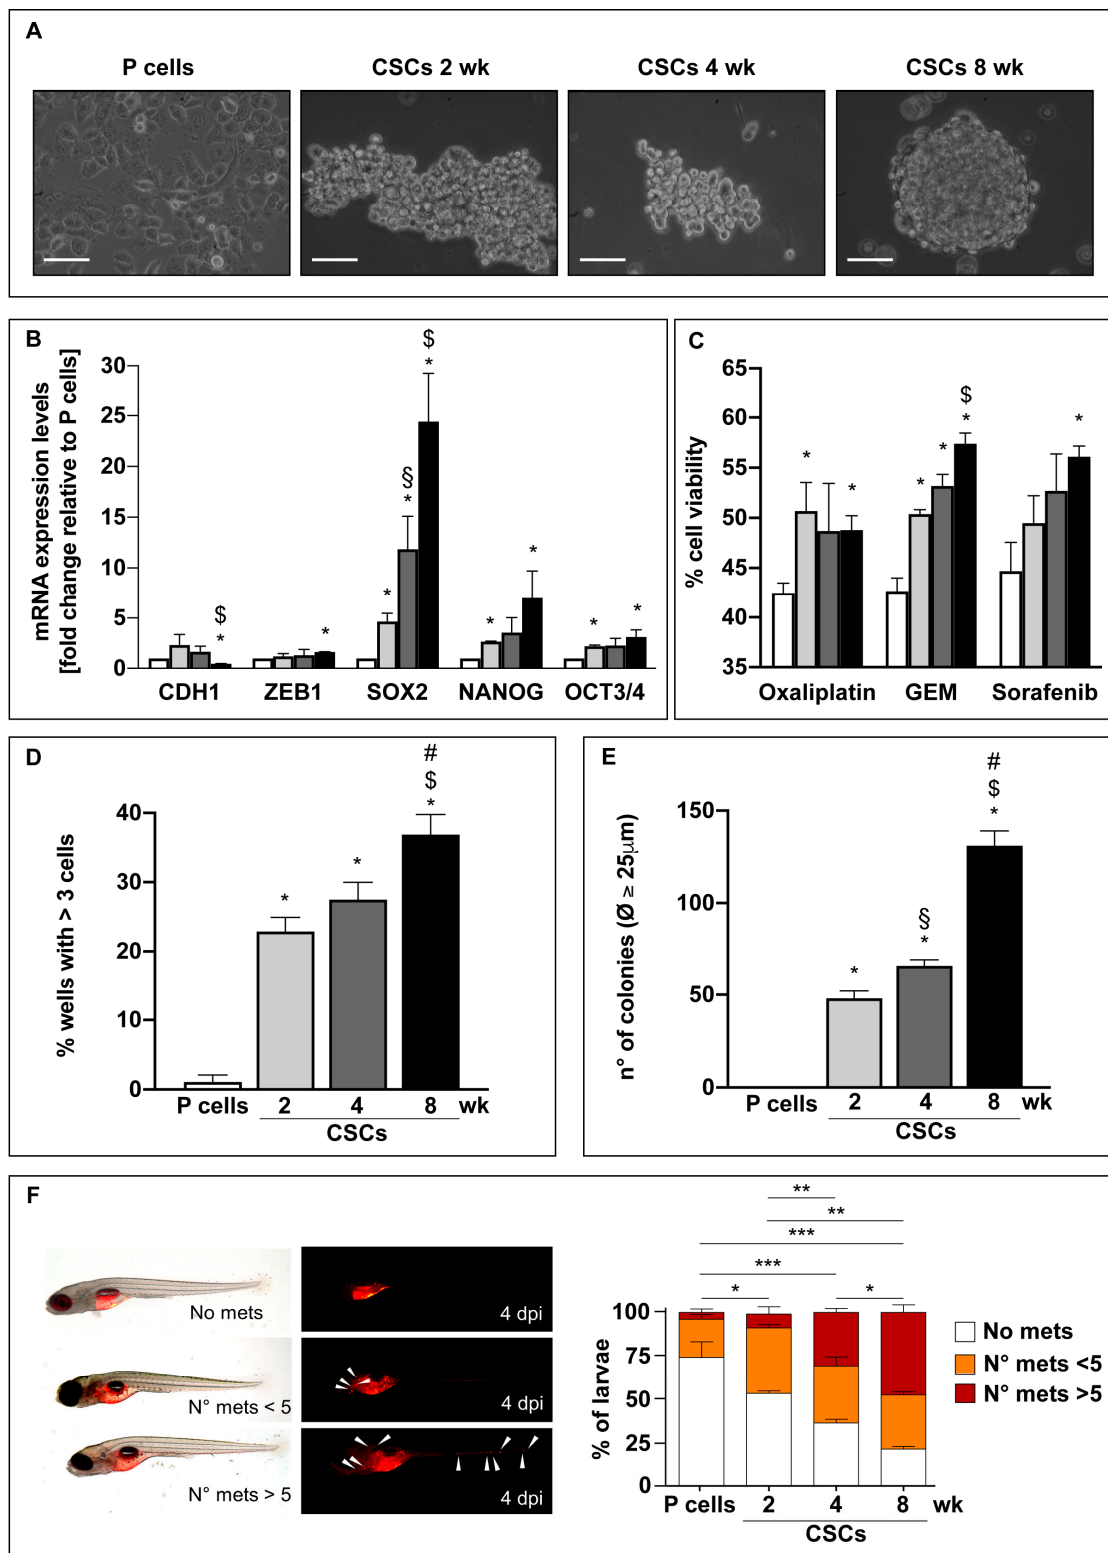 A
P cells
CSCs 2 wk
CSCs 4 wk
CSCs 8 wk
B
mRNA expression levels
[fold change relative to P cells]
30
25
20
15
10
5
0
$
*
*
*
§
*
$
*
*
*
*
*
CDH1
ZEB1
SOX2
NANOG
OCT3/4
C
% cell viability
65
60
55
50
45
40
35
*
*
*
*
$
*
*
Oxaliplatin
GEM
Sorafenib
D
% wells with > 3 cells
40
30
20
10
0
*
*
#
$
*
P cells
2
4
8
wk
CSCs
E
n° of colonies (Ø ≥ 25μm)
150
100
50
0
*
§
*
#
$
*
P cells
2
4
8
wk
CSCs
F
No mets
4 dpi
N° mets < 5
4 dpi
N° mets > 5
4 dpi
**
**
***
***
*
*
% of larvae
100
75
50
25
0
P cells
2
4
8
wk
CSCs
No mets
N° mets <5
N° mets >5